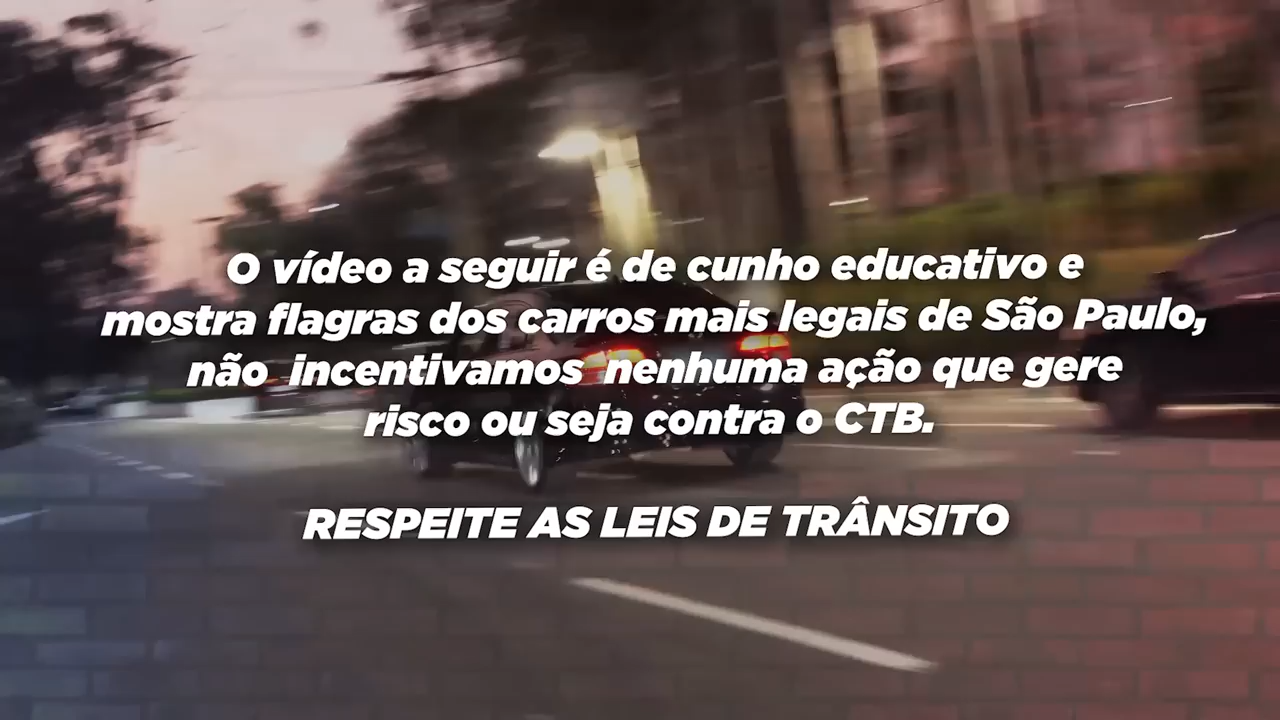 O vídeo a seguir é de cunho educativo e
mostra flagras dos carros mais legais de São Paulo,
não incentivamos nenhuma ação que gere
risco ou seja contra o CTB.
RESPEITE AS LEIS DE TRÂNSITO